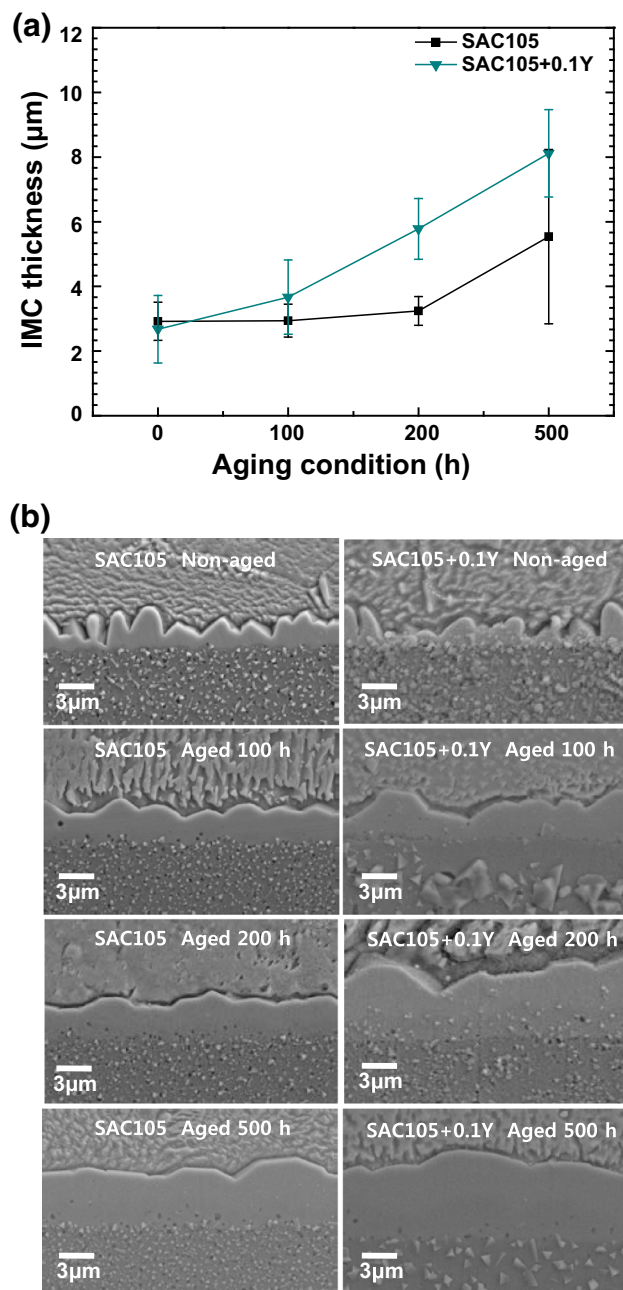 (a)
12
10
8
6
4
2
0
IMC thickness (μm)
SAC105
SAC105+0.1Y
0 100 200 500
Aging condition (h)
(b)
SAC105 Non-aged
3μm
SAC105+0.1Y Non-aged
3μm
SAC105 Aged 100 h
3μm
SAC105+0.1Y Aged 100 h
3μm
SAC105 Aged 200 h
3μm
SAC105+0.1Y Aged 200 h
3μm
SAC105 Aged 500 h
3μm
SAC105+0.1Y Aged 500 h
3μm